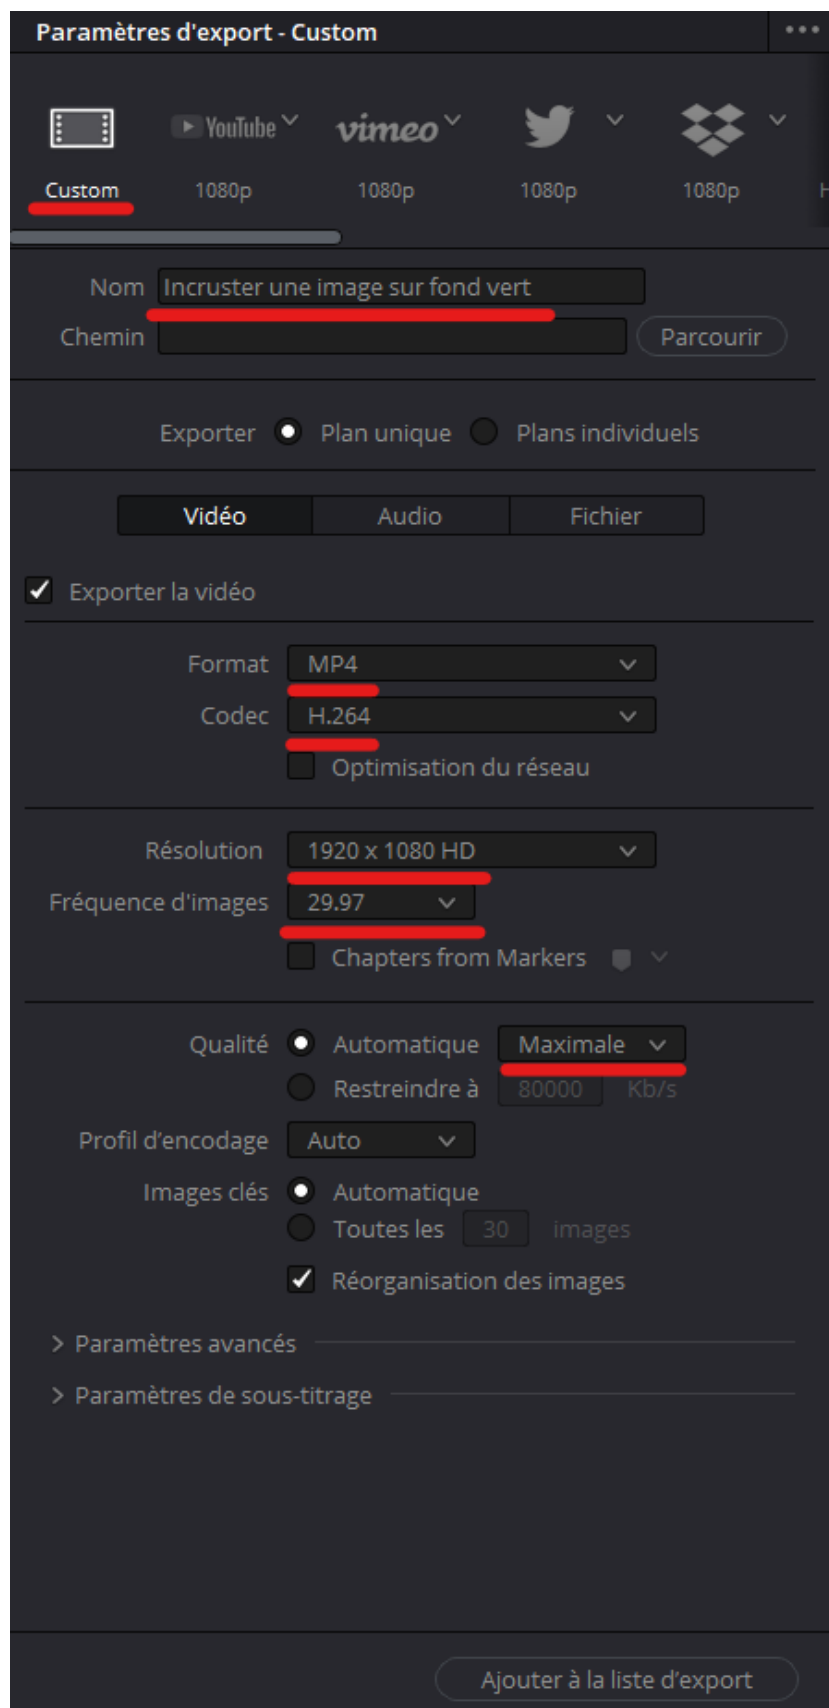 Paramètres d'export - Custom
YouTube vimeo
Custom 1080p 1080p 1080p 1080p H
Nom Incruster une image sur fond vert
Chemin Parcourir
Exporter Plan unique Plans individuels
Vidéo Audio Fichier
Exporter la vidéo
Format MP4
Codec H.264
Optimisation du réseau
Résolution 1920 x 1080 HD
Fréquence d'images 29.97
Chapters from Markers
Qualité Automatique Maximale
Restreindre à 80000 Kb/s
Profil d’encodage Auto
Images clés Automatique
Toutes les 30 images
Réorganisation des images
> Paramètres avancés
> Paramètres de sous-titrage
Ajouter à la liste d’export